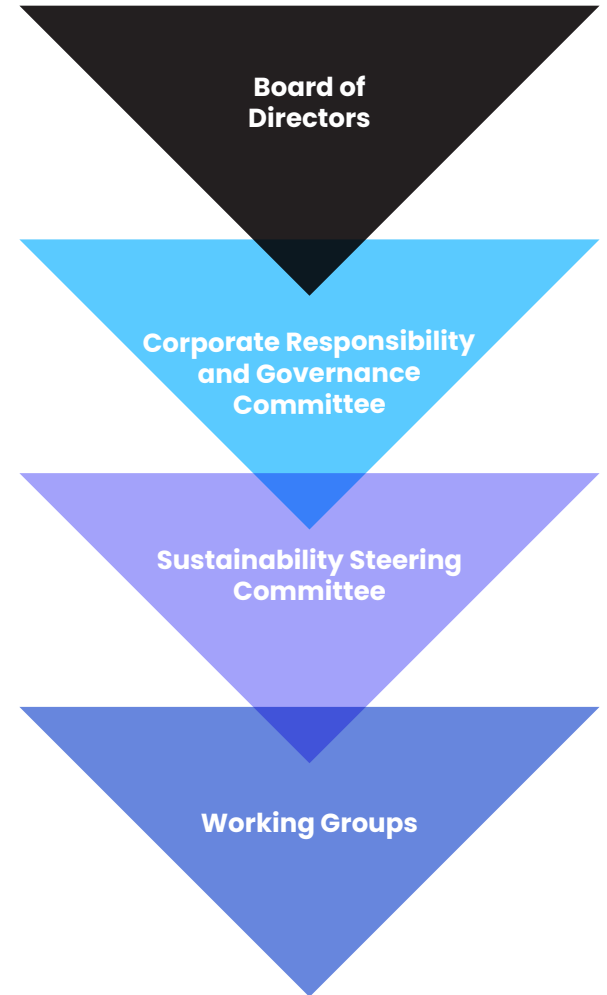 Board of
Directors
Corporate Responsibility
and Governance
Committee
Sustainability Steering
Committee
Working Groups